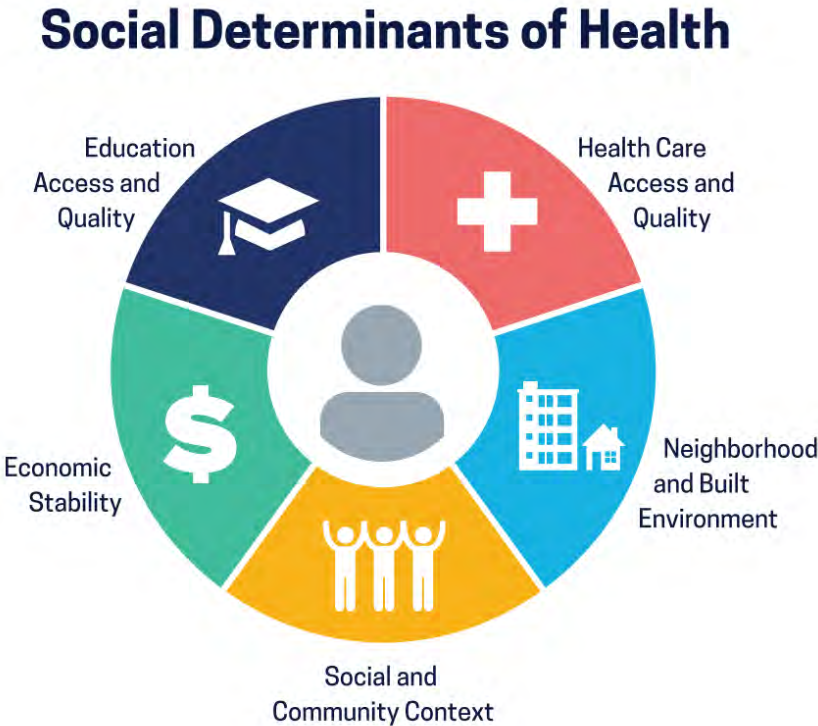 Social Determinants of Health
Education
Access and
Quality
Health Care
Access and
Quality
Economic
Stability
$
Neighborhood
and Built
Environment
Social and
Community Context